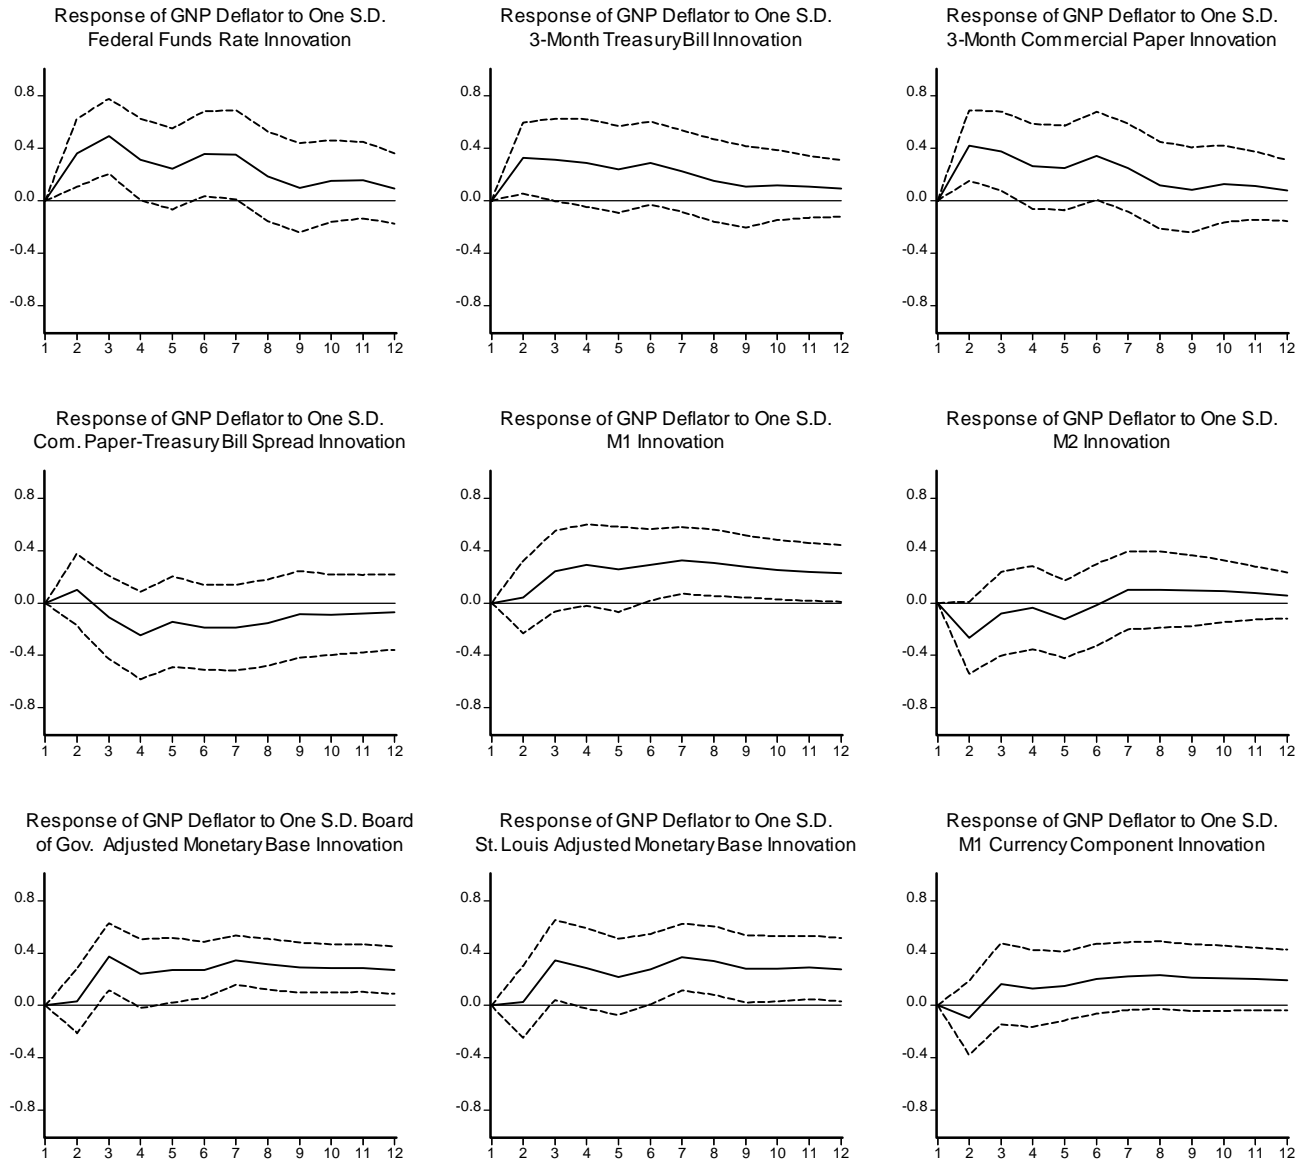 Response of GNP Deflator to One S.D.
Federal Funds Rate Innovation
0.8
0.4
0.0
-0.4
-0.8
1 2 3 4 5 6 7 8 9 10 11 12
Response of GNP Deflator to One S.D.
3-Month Treasury Bill Innovation
0.8
0.4
0.0
-0.4
-0.8
1 2 3 4 5 6 7 8 9 10 11 12
Response of GNP Deflator to One S.D.
3-Month Commercial Paper Innovation
0.8
0.4
0.0
-0.4
-0.8
1 2 3 4 5 6 7 8 9 10 11 12
Response of GNP Deflator to One S.D.
Com. Paper-Treasury Bill Spread Innovation
0.8
0.4
0.0
-0.4
-0.8
1 2 3 4 5 6 7 8 9 10 11 12
Response of GNP Deflator to One S.D.
M1 Innovation
0.8
0.4
0.0
-0.4
-0.8
1 2 3 4 5 6 7 8 9 10 11 12
Response of GNP Deflator to One S.D.
M2 Innovation
0.8
0.4
0.0
-0.4
-0.8
1 2 3 4 5 6 7 8 9 10 11 12
Response of GNP Deflator to One S.D. Board
of Gov. Adjusted Monetary Base Innovation
0.8
0.4
0.0
-0.4
-0.8
1 2 3 4 5 6 7 8 9 10 11 12
Response of GNP Deflator to One S.D.
St. Louis Adjusted Monetary Base Innovation
0.8
0.4
0.0
-0.4
-0.8
1 2 3 4 5 6 7 8 9 10 11 12
Response of GNP Deflator to One S.D.
M1 Currency Component Innovation
0.8
0.4
0.0
-0.4
-0.8
1 2 3 4 5 6 7 8 9 10 11 12